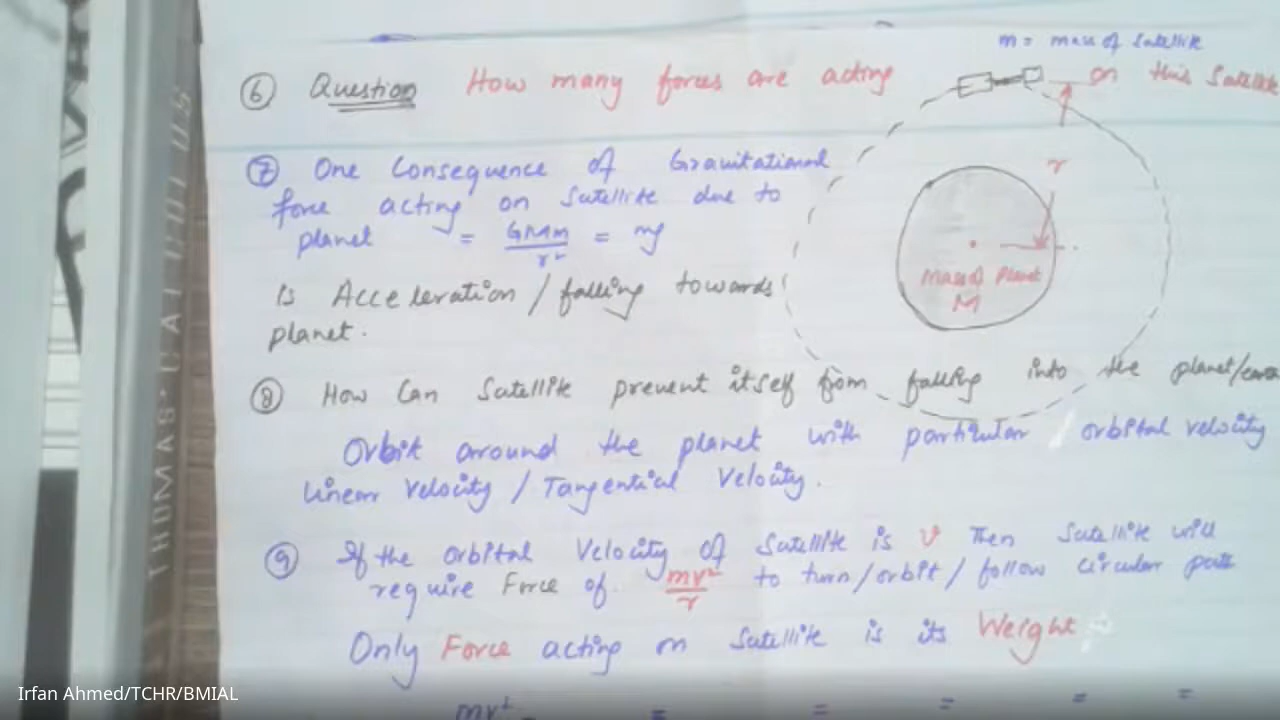 m = mass of Satellite
⑥ Question How many forces are acting on this Satellite
⑦ One Consequence of Gravitational
force acting on Satellite due to
planet = GMm/r² = mg
is Acceleration / falling towards
planet.
r
Mass of Planet
M
⑧ How Can Satellite prevent itself from falling into the planet/
Orbit around the planet with particular orbital velocity
Linear Velocity / Tangential Velocity.
⑨ If the orbital Velocity of Satellite is v Then Satellite will
require Force of mv²/r to turn/orbit/follow circular path
Only Force acting on Satellite is its Weight
mv² = = = = =
THOMAS' CALCULUS
Irfan Ahmed/TCHR/BMIAL